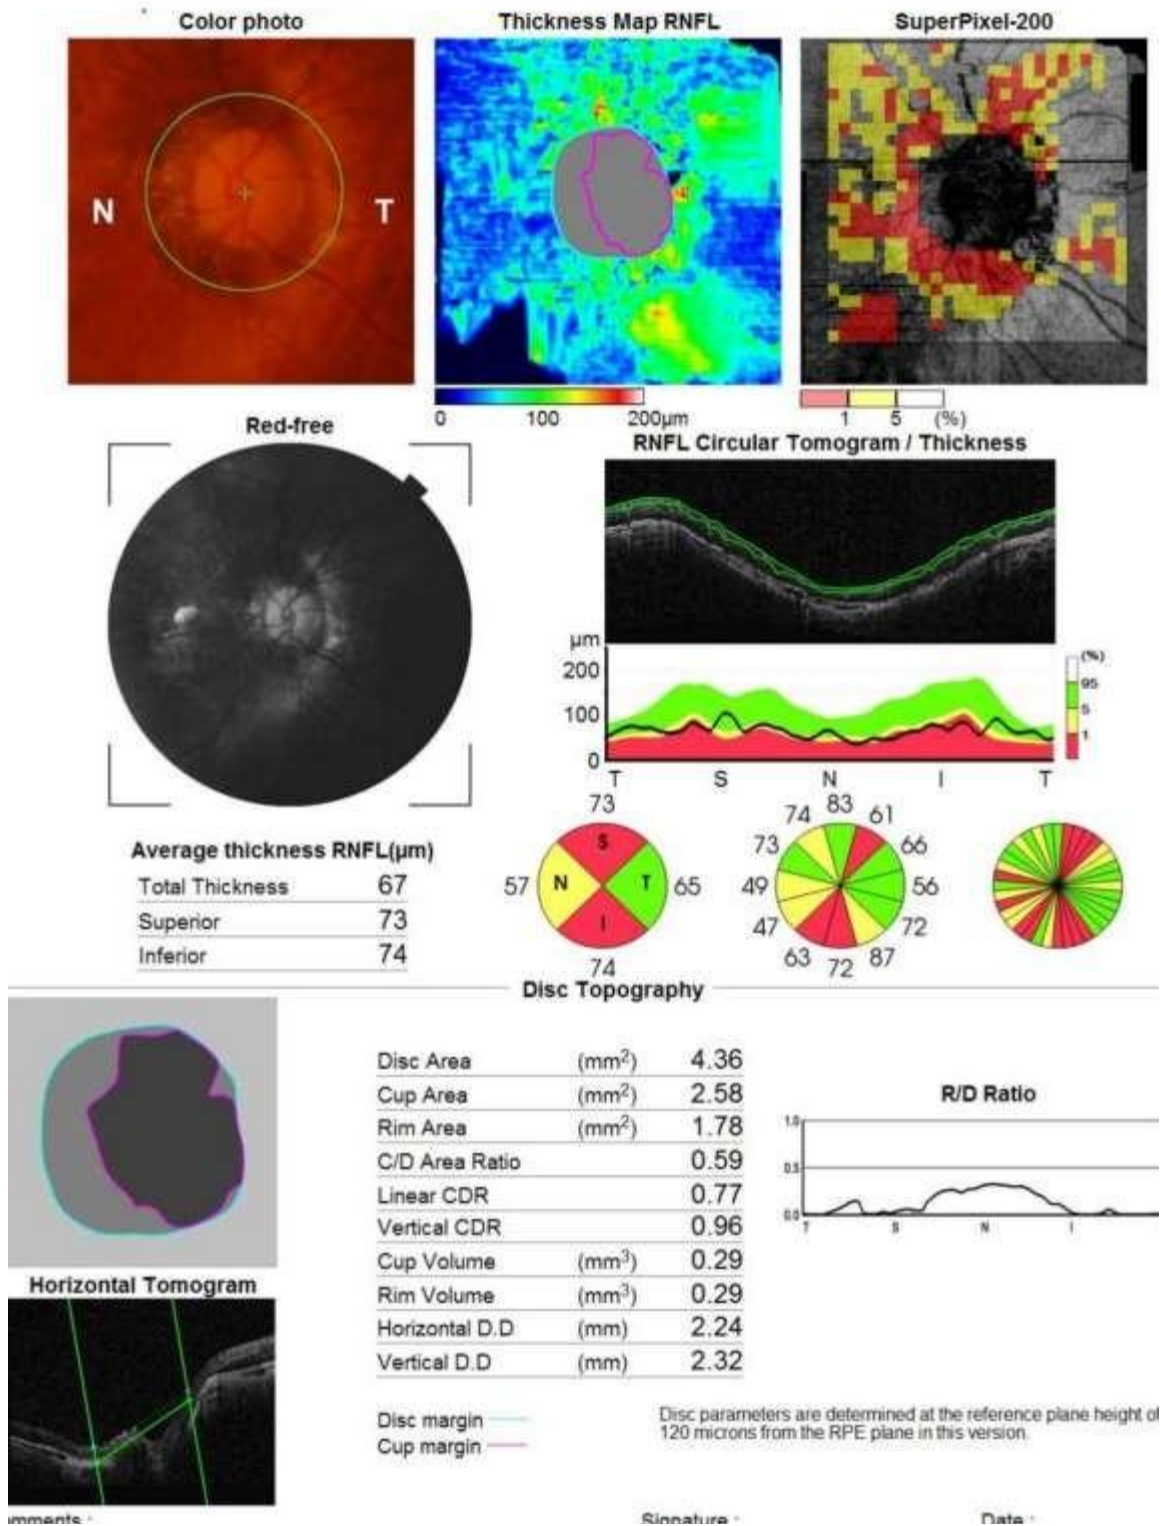 Color photo
Thickness Map RNFL
SuperPixel-200
N
T
0 100 200µm
1 5 (%)
Red-free
RNFL Circular Tomogram / Thickness
µm
200
100
0
T S N I T
(%)
95
5
1
Average thickness RNFL(µm)
Total Thickness 67
Superior 73
Inferior 74
73
57 N S T I 65
74
83
74 61
73 66
49 56
47 72
63 72 87
Disc Topography
Disc Area (mm²) 4.36
Cup Area (mm²) 2.58
Rim Area (mm²) 1.78
C/D Area Ratio 0.59
Linear CDR 0.77
Vertical CDR 0.96
Cup Volume (mm³) 0.29
Rim Volume (mm³) 0.29
Horizontal D.D (mm) 2.24
Vertical D.D (mm) 2.32
R/D Ratio
1.0
0.5
0.0
T S N I
Horizontal Tomogram
Disc margin
Cup margin
Disc parameters are determined at the reference plane height of
120 microns from the RPE plane in this version.
Signature :
Date :